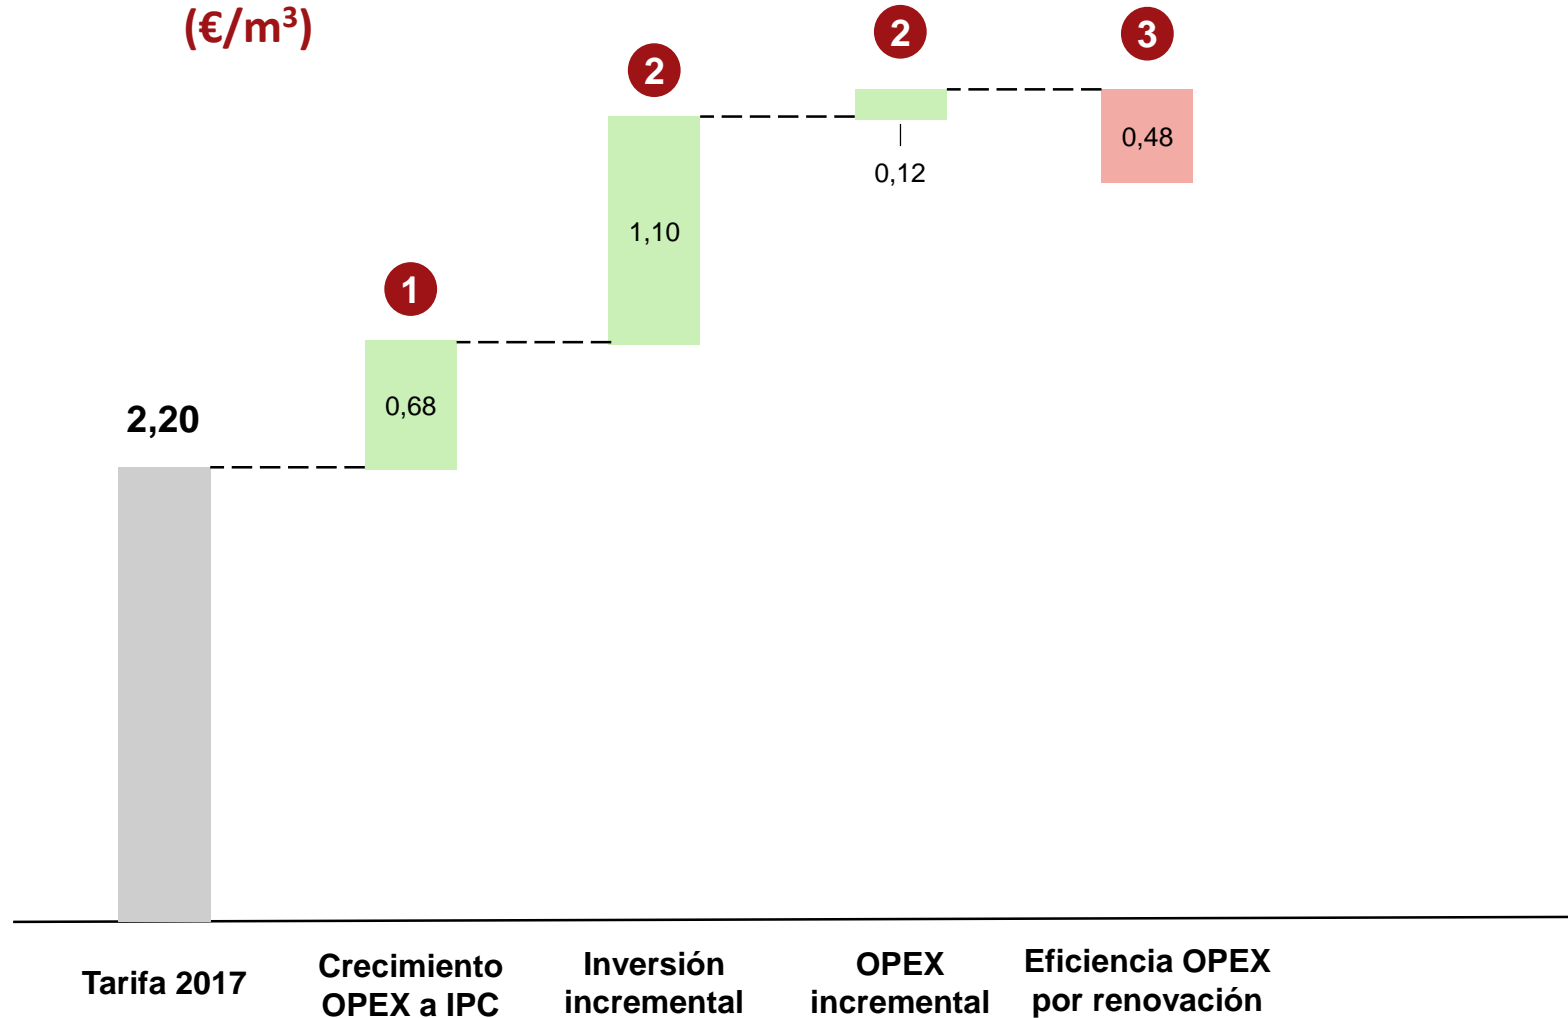 (€/m³)
2
3
2
0,48
0,12
1,10
1
0,68
2,20
Tarifa 2017
Crecimiento
OPEX a IPC
Inversión
incremental
OPEX
incremental
Eficiencia OPEX
por renovación